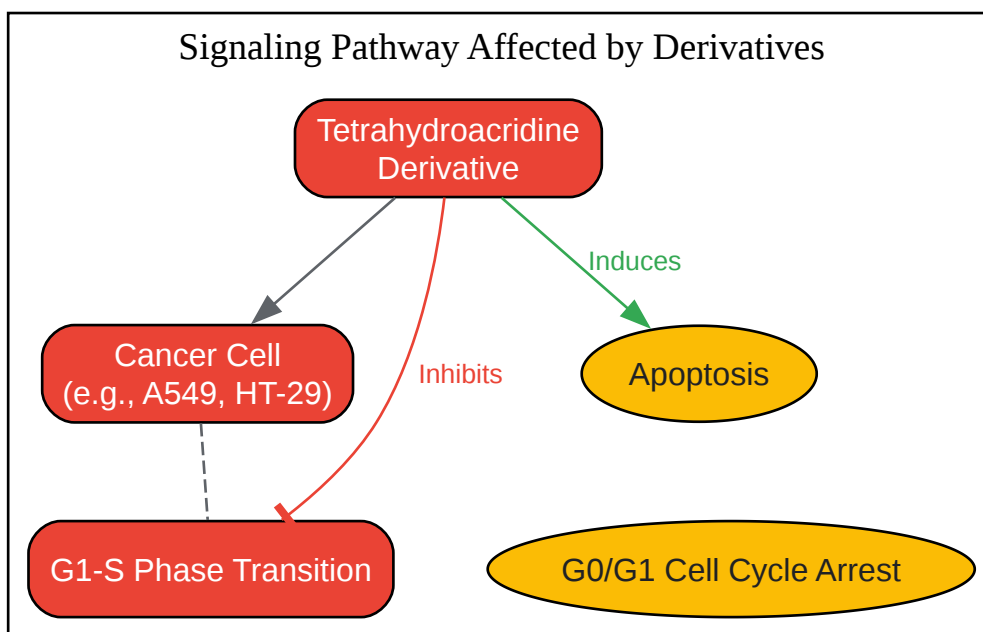 Signaling Pathway Affected by Derivatives
Tetrahydroacridine
Derivative
Induces
Cancer Cell
(e.g., A549, HT-29)
Inhibits
Apoptosis
G1-S Phase Transition
G0/G1 Cell Cycle Arrest